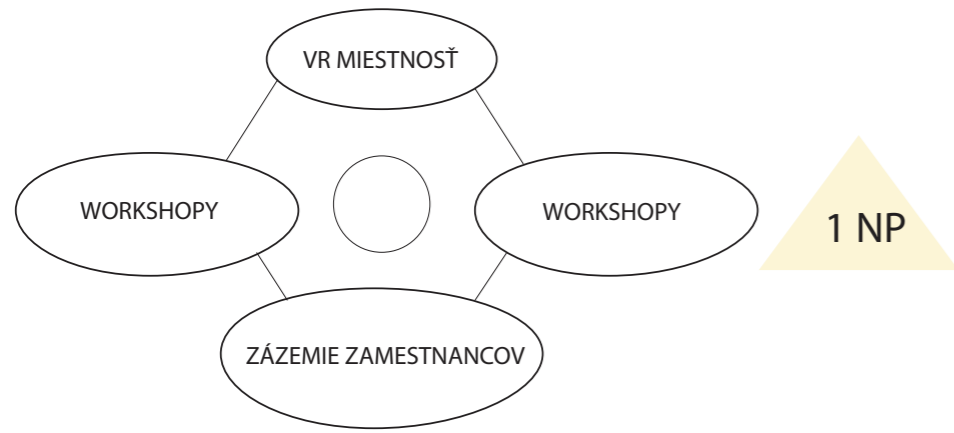 VR MIESTNOSŤ
WORKSHOPY
WORKSHOPY
1 NP
ZÁZEMIE ZAMESTNANCOV